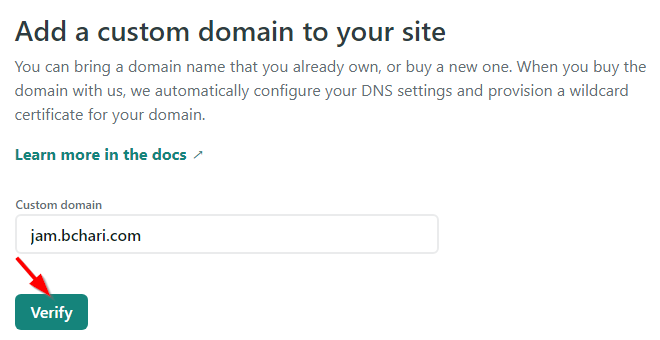 Add a custom domain to your site
You can bring a domain name that you already own, or buy a new one. When you buy the
domain with us, we automatically configure your DNS settings and provision a wildcard
certificate for your domain.
Learn more in the docs ↗
Custom domain
jam.bchari.com
Verify